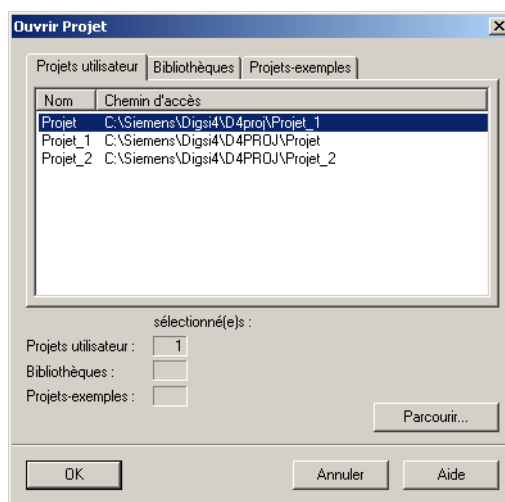 Ouvrir Projet
Projets utilisateur Bibliothèques Projets-exemples
Nom Chemin d'accès
Projet C:\Siemens\Digsi4\D4proj\Projet_1
Projet_1 C:\Siemens\Digsi4\D4PROJ\Projet
Projet_2 C:\Siemens\Digsi4\D4PROJ\Projet_2
sélectionné(e)s :
Projets utilisateur : 1
Bibliothèques :
Projets-exemples :
Parcourir...
OK Annuler Aide